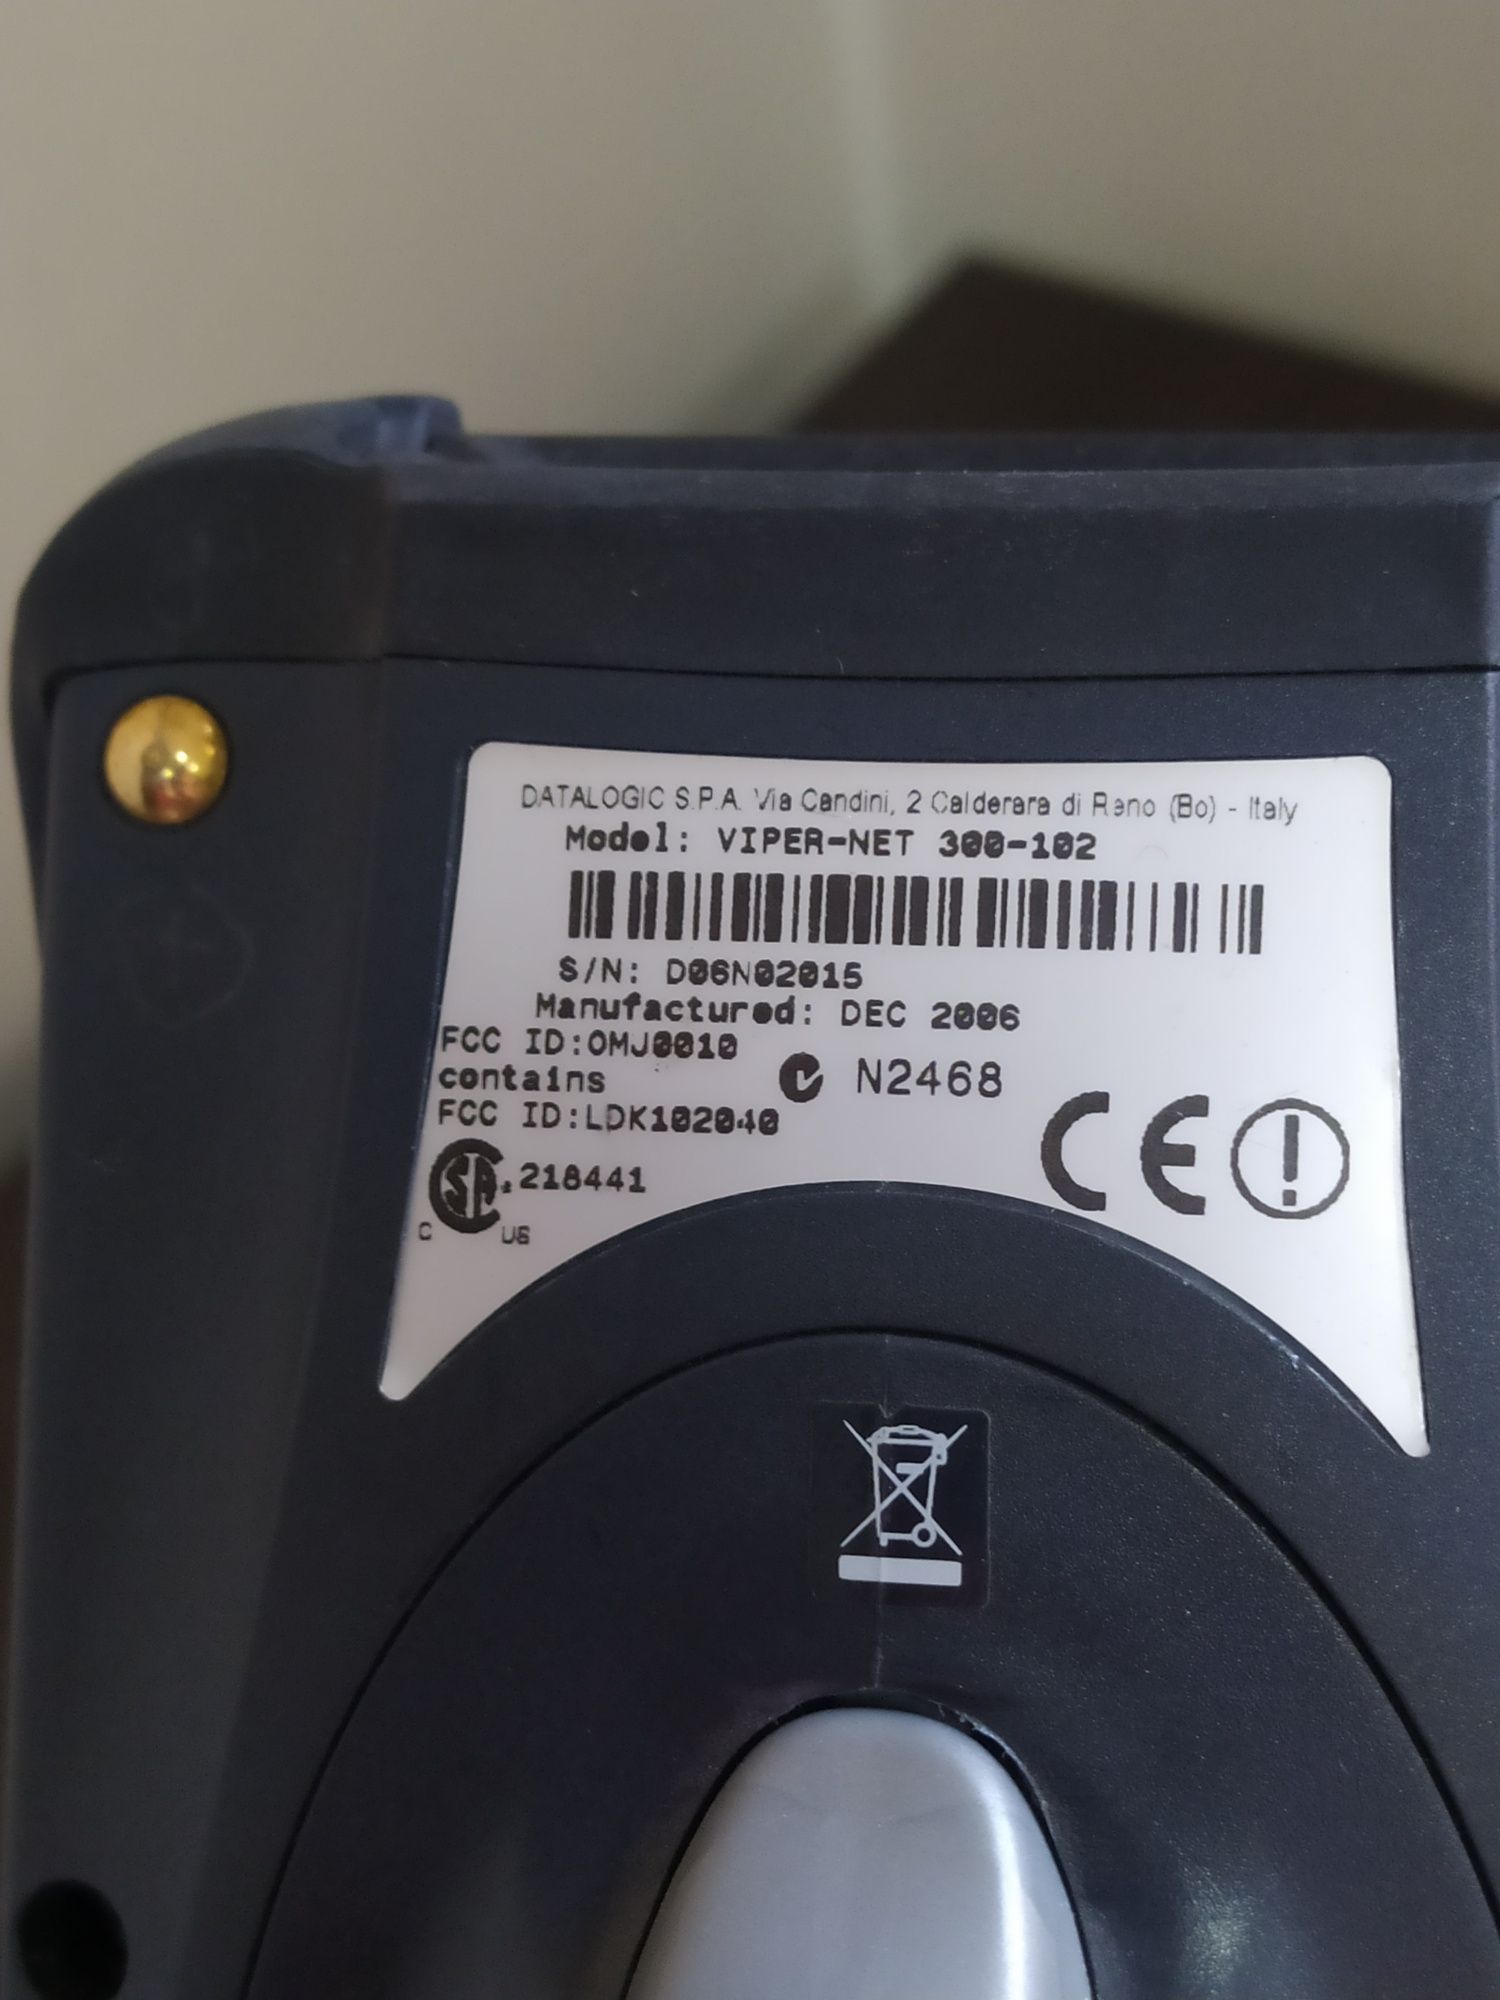 DATALOGIC S.P.A. Via Candini, 2 Calderara di Reno (Bo) - Italy
Model: VIPER-NET 300-102
S/N: D06N02015
Manufactured: DEC 2006
FCC ID:OMJ0010
contains
N2468
FCC ID:LDK102040
CE
SA
218441
C US